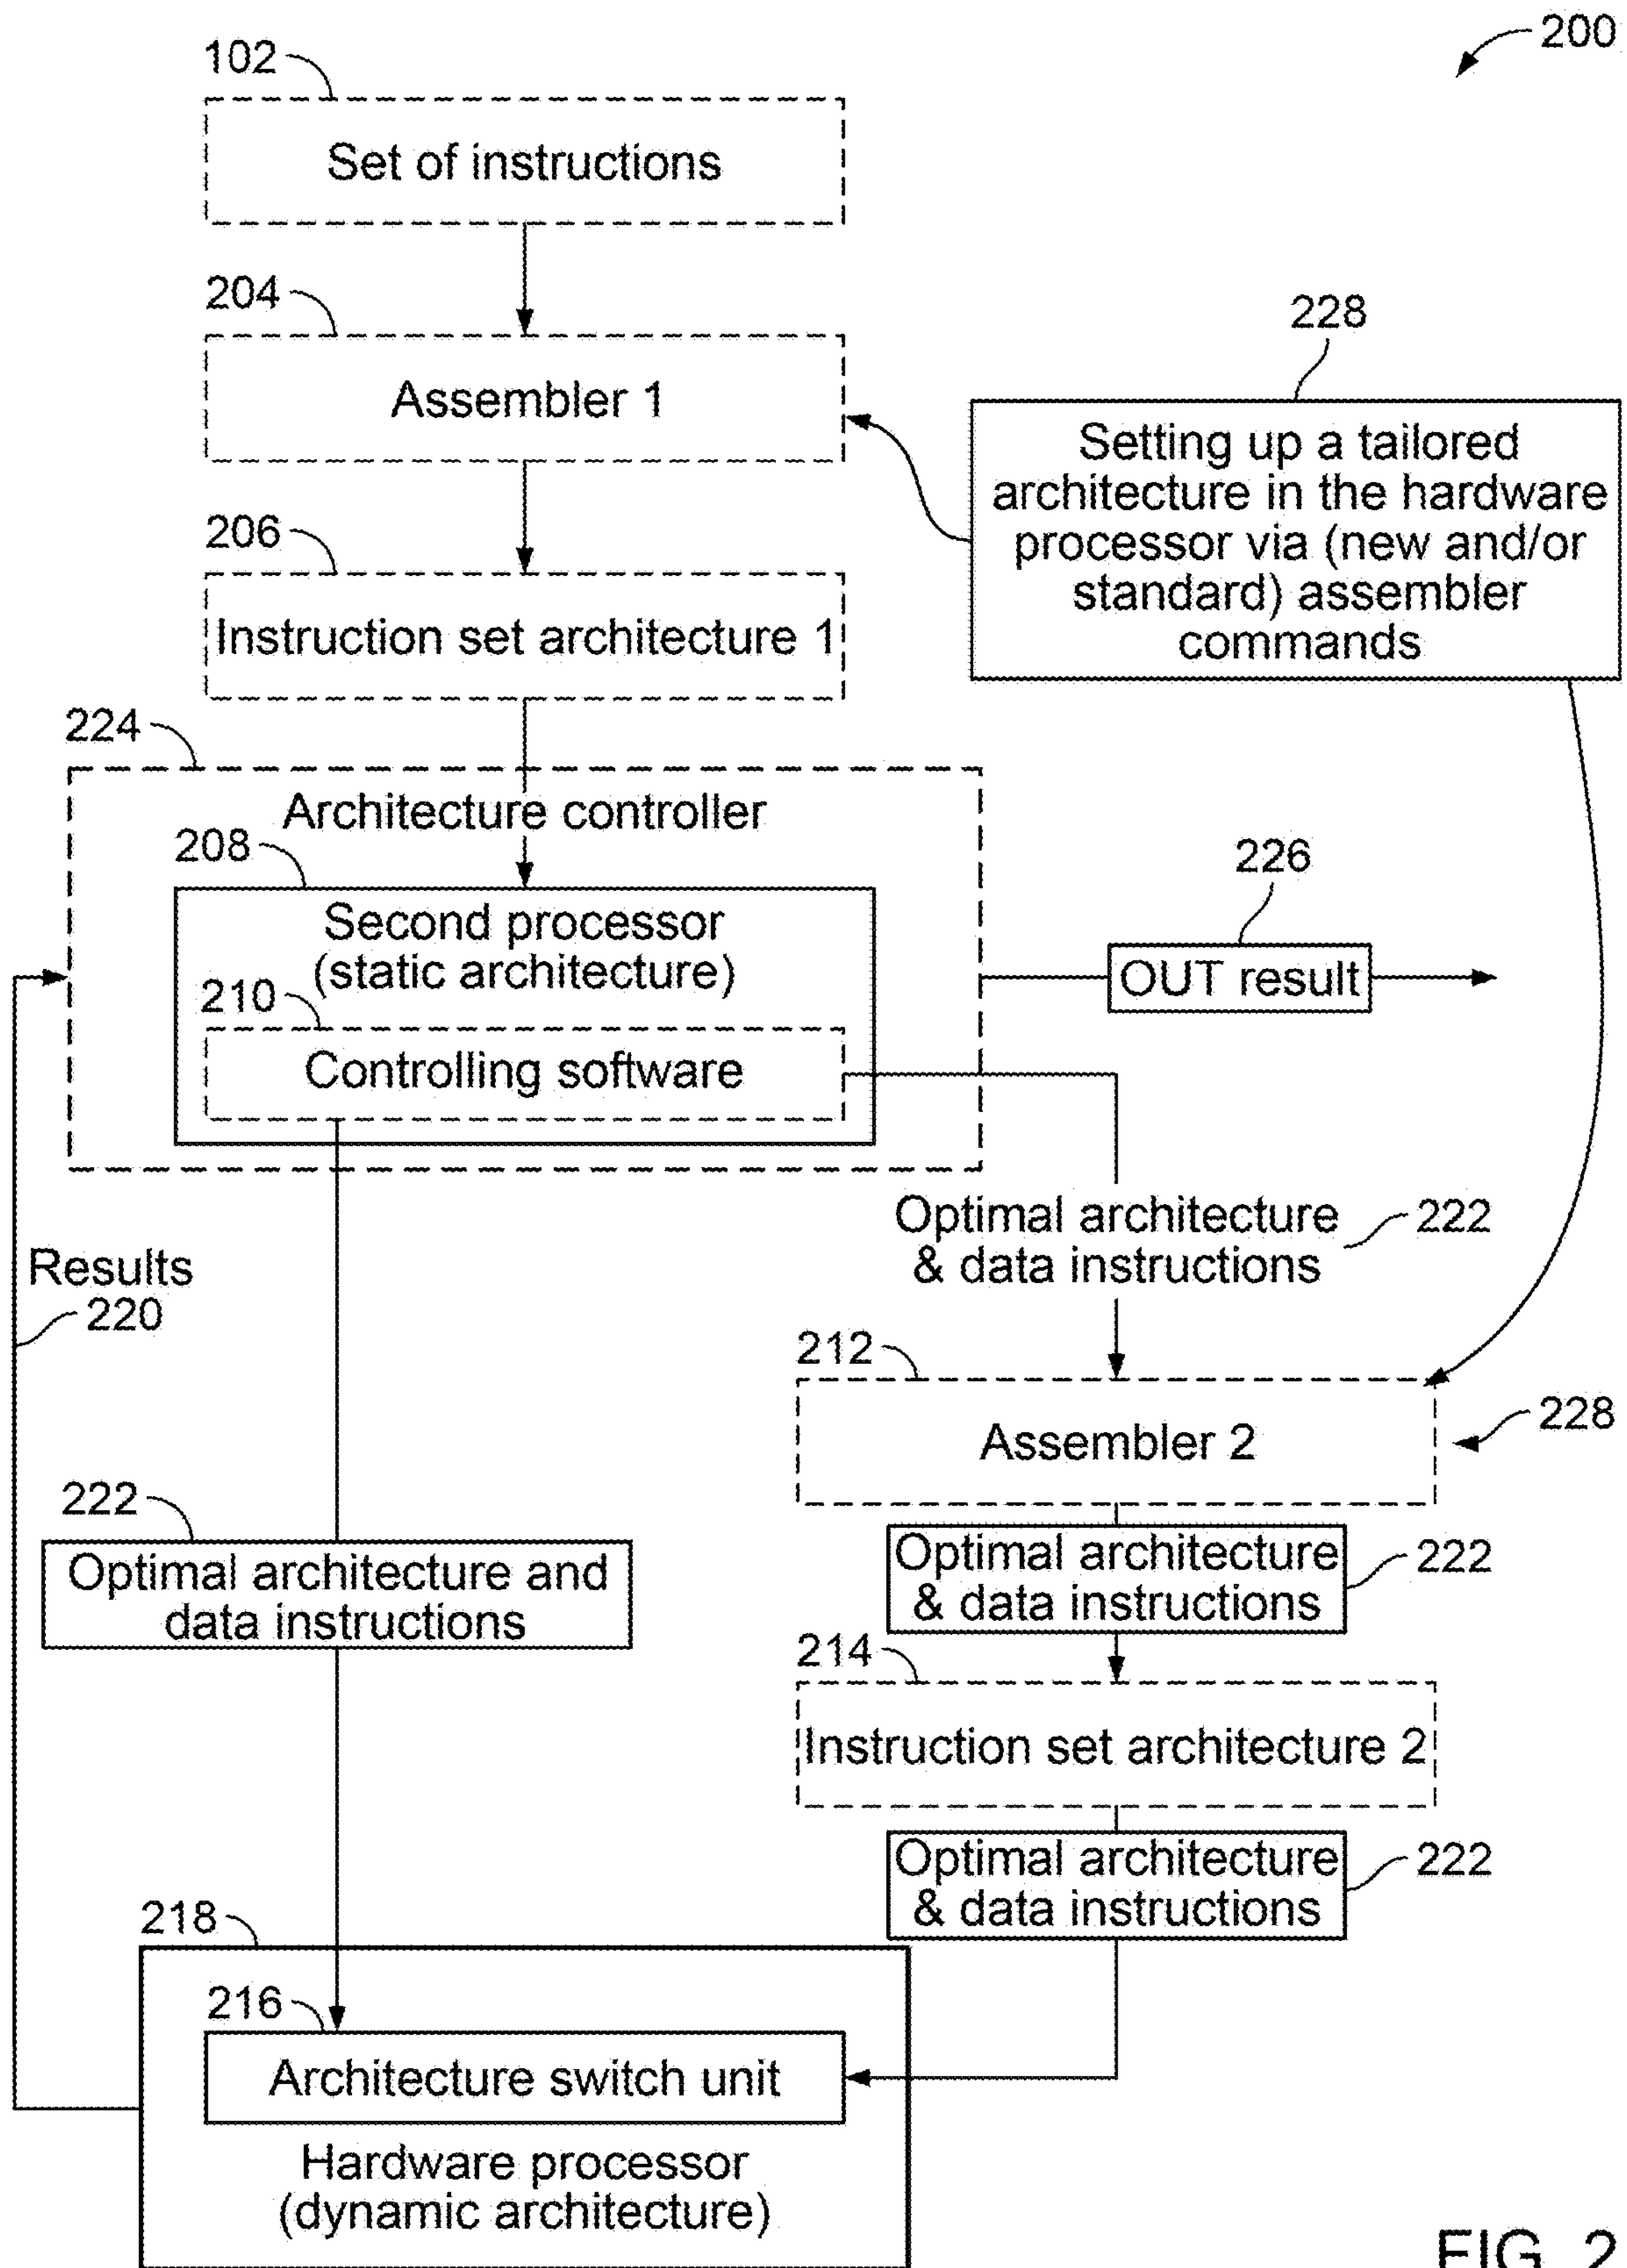 200
102
Set of instructions
204
Assembler 1
228
Setting up a tailored
architecture in the hardware
processor via (new and/or
standard) assembler
commands
206
Instruction set architecture 1
224
Architecture controller
208
Second processor
(static architecture)
226
OUT result
210
Controlling software
Optimal architecture
& data instructions
222
Results
220
212
Assembler 2
228
222
Optimal architecture and
data instructions
Optimal architecture
& data instructions
222
214
Instruction set architecture 2
Optimal architecture
& data instructions
222
218
216
Architecture switch unit
Hardware processor
(dynamic architecture)
FIG. 2